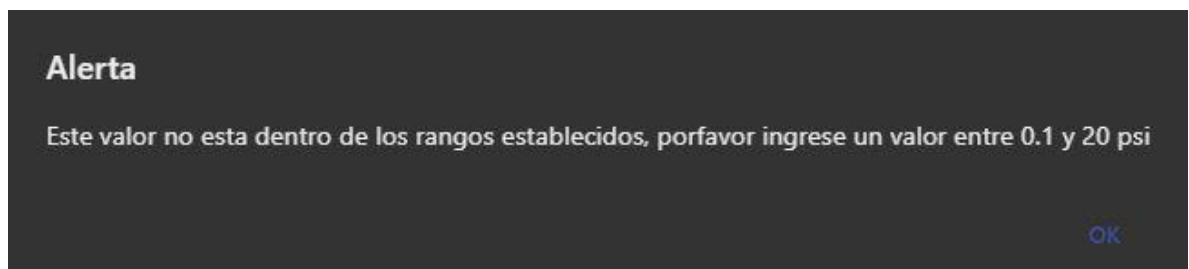 Alerta
Este valor no esta dentro de los rangos establecidos, porfavor ingrese un valor entre 0.1 y 20 psi
OK